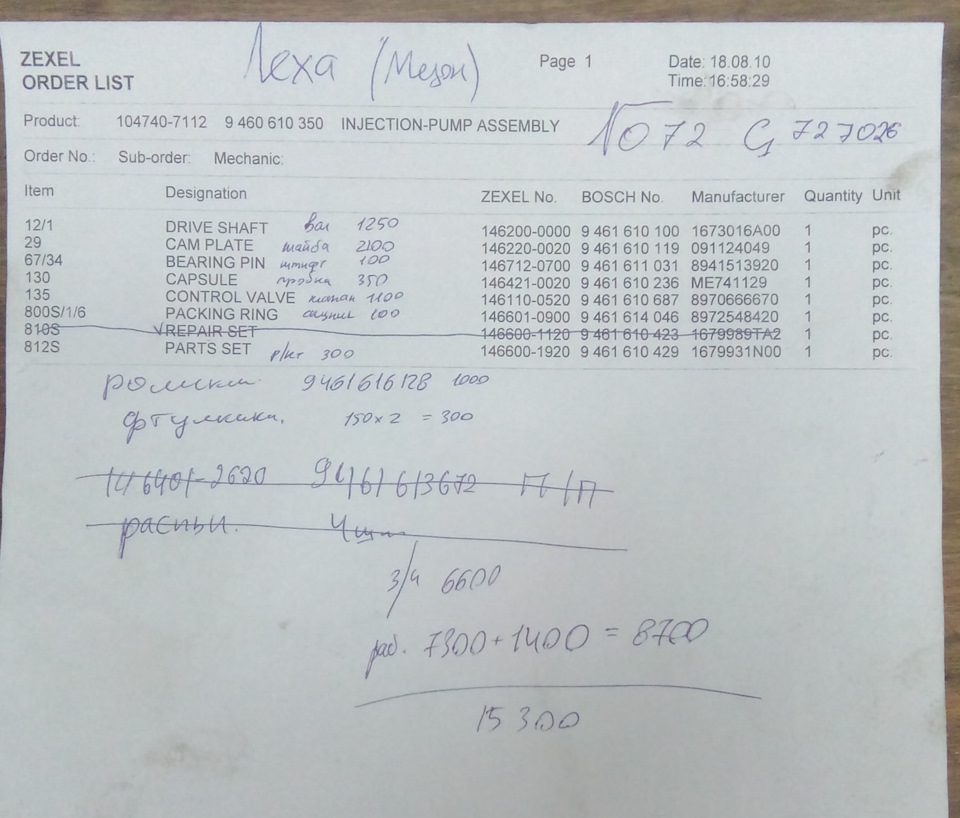 ZEXEL Леха (Мезон) Page 1 Date: 18.08.10
ORDER LIST Time: 16:58:29
Product: 104740-7112 9 460 610 350 INJECTION-PUMP ASSEMBLY 727026
Order No.: Sub-order: Mechanic:
Item Designation ZEXEL No. BOSCH No. Manufacturer Quantity Unit
12/1 DRIVE SHAFT вал 1250 146200-0000 9 461 610 100 1673016A00 1 pc.
29 CAM PLATE шайба 2100 146220-0020 9 461 610 119 091124049 1 pc.
67/34 BEARING PIN штифт 100 146712-0700 9 461 611 031 8941513920 1 pc.
130 CAPSULE пробка 350 146421-0020 9 461 610 236 ME741129 1 pc.
135 CONTROL VALVE клапан 1100 146110-0520 9 461 610 687 8970666670 1 pc.
800S/1/6 PACKING RING сальник 100 146601-0900 9 461 614 046 8972548420 1 pc.
810S REPAIR SET 146600-1120 9 461 610 423 1679989TA2 1 pc.
812S PARTS SET р/кт 300 146600-1920 9 461 610 429 1679931N00 1 pc.
ролики 9461616128 1000
втулки. 150x2 = 300
146401-2620 9461613672 П/П
распыл. 4шт
з/ч 6600
раб. 7300+1400 = 8700
15 300